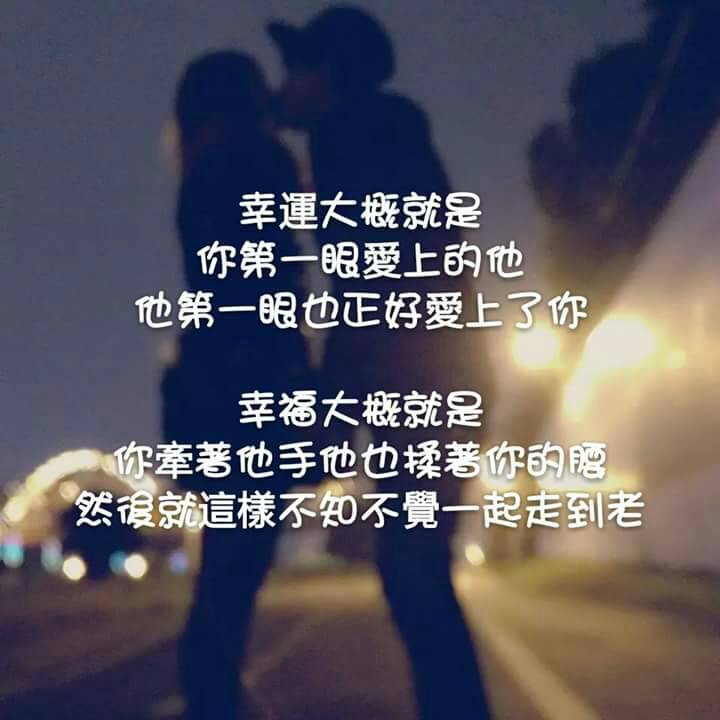 幸運大概就是
你第一眼愛上的他
他第一眼也正好愛上了你
幸福大概就是
你牽著他手他也揉著你的腰
然後就這樣不知不覺一起走到老